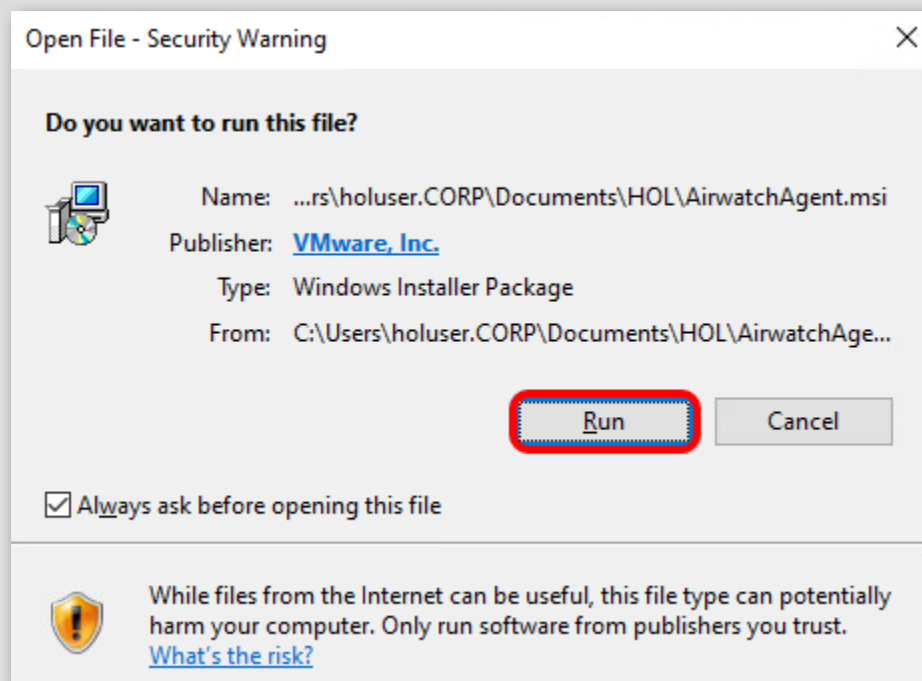 Open File - Security Warning
Do you want to run this file?
Name: ...rs\holuser.CORP\Documents\HOL\AirwatchAgent.msi
Publisher: VMware, Inc.
Type: Windows Installer Package
From: C:\Users\holuser.CORP\Documents\HOL\AirwatchAge...
Run Cancel
Always ask before opening this file
While files from the Internet can be useful, this file type can potentially
harm your computer. Only run software from publishers you trust.
What's the risk?